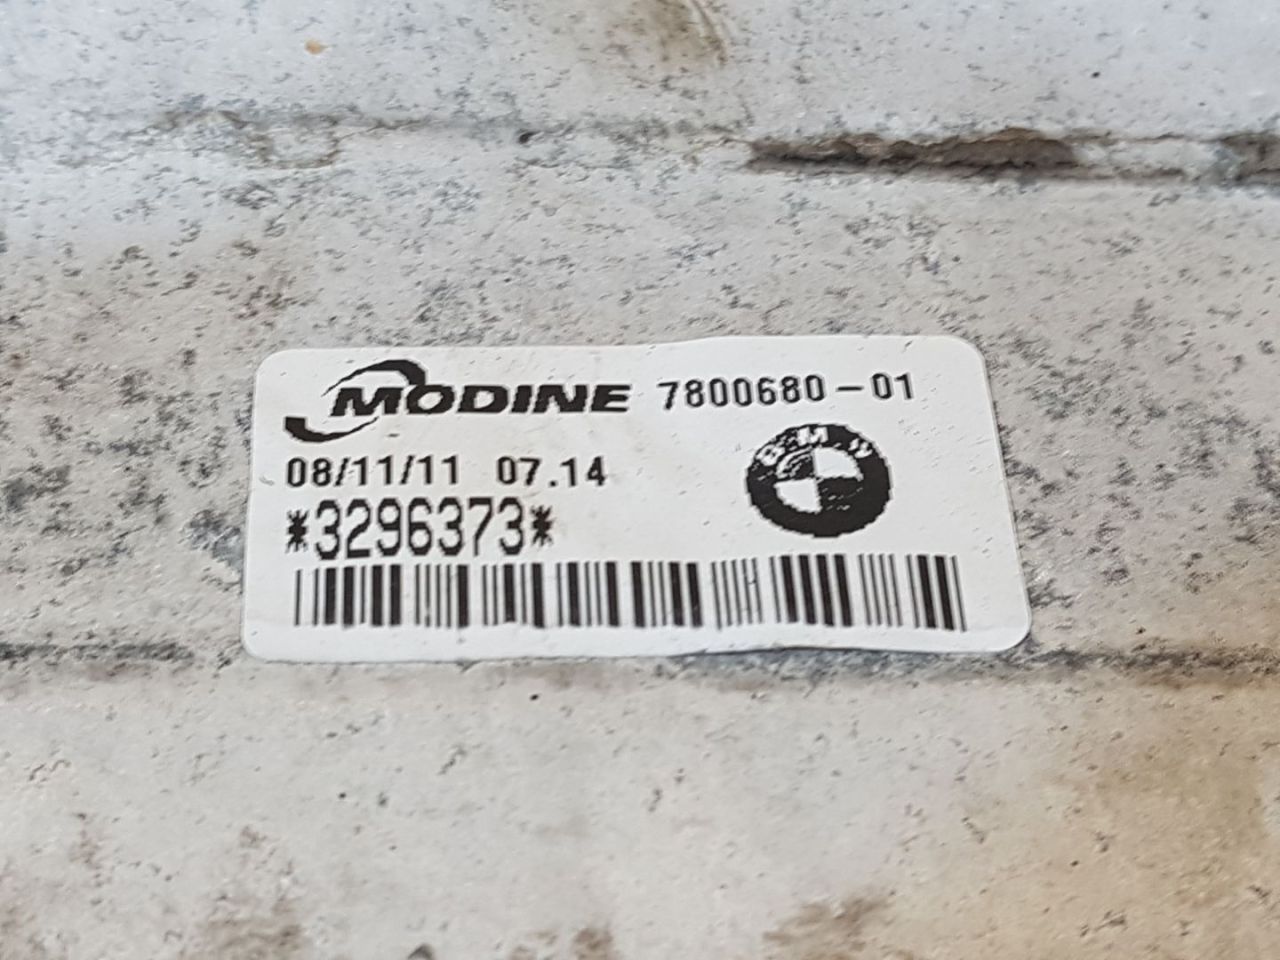 MODINE 7800680-01
BMW
08/11/11 07.14
*3296373*